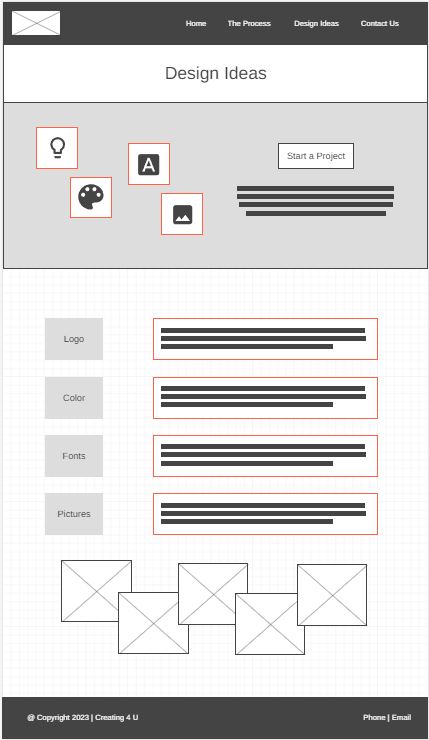 Home The Process Design Ideas Contact Us
Design Ideas
A
Start a Project
Logo
Color
Fonts
Pictures
@ Copyright 2023 | Creating 4 U Phone | Email